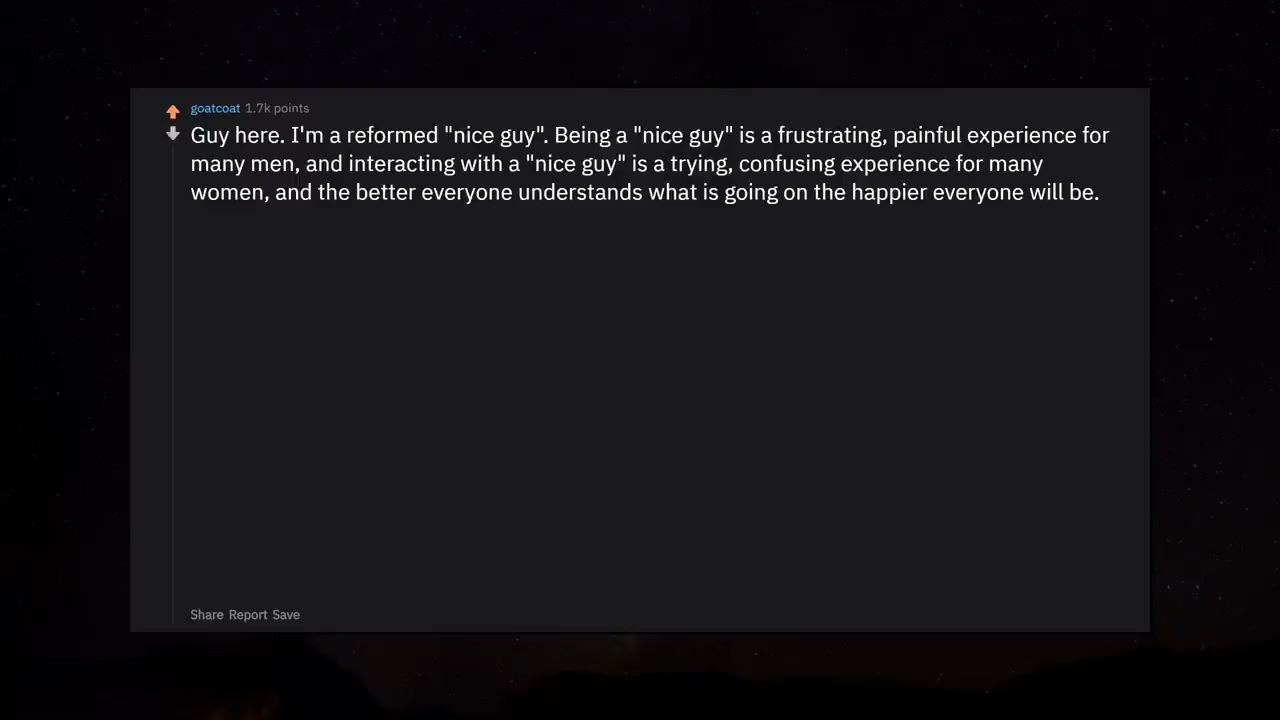 goatcoat 1.7k points
Guy here. I'm a reformed "nice guy". Being a "nice guy" is a frustrating, painful experience for
many men, and interacting with a "nice guy" is a trying, confusing experience for many
women, and the better everyone understands what is going on the happier everyone will be.
Share Report Save